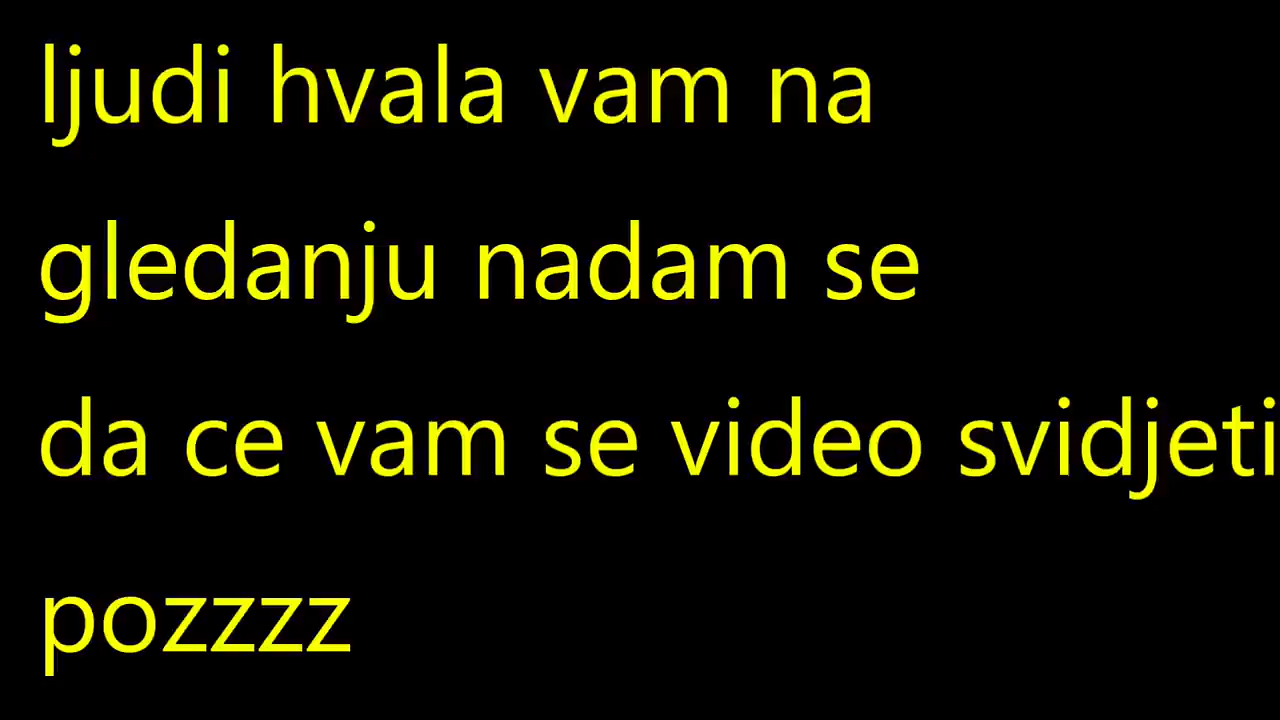 ljudi hvala vam na
gledanju nadam se
da ce vam se video svidjeti
pozzzz